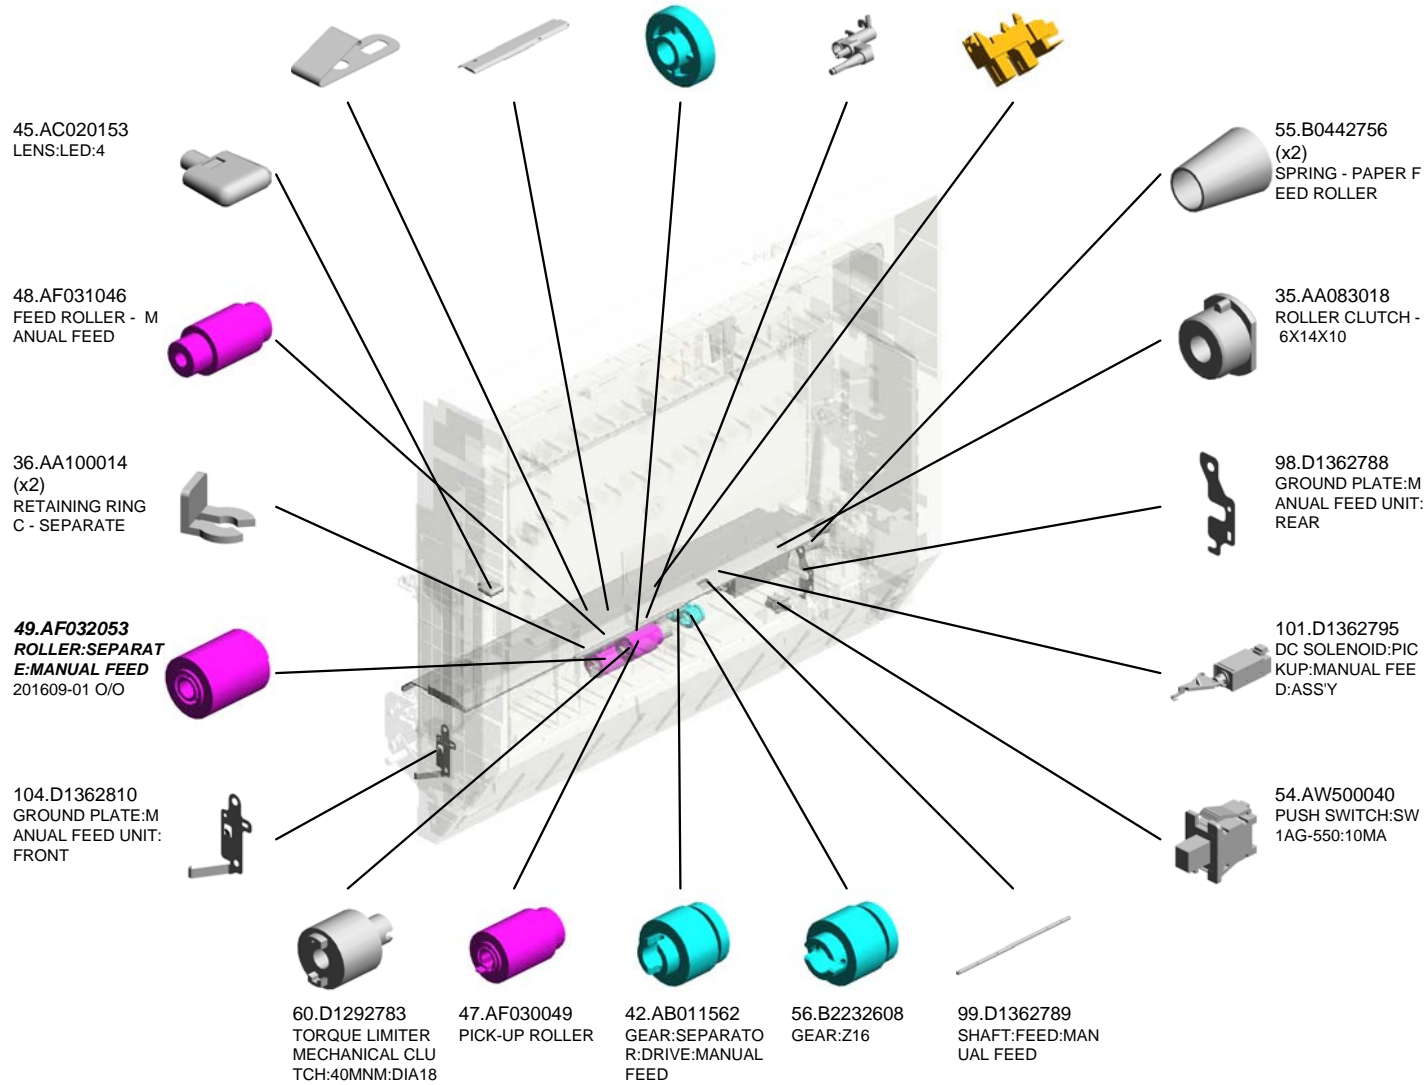 45.AC020153
LENS:LED:4
55.B0442756
(x2)
SPRING - PAPER F
EED ROLLER
48.AF031046
FEED ROLLER -  M
ANUAL FEED
35.AA083018
ROLLER CLUTCH -
6X14X10
36.AA100014
(x2)
RETAINING RING
C - SEPARATE
98.D1362788
GROUND PLATE:M
ANUAL FEED UNIT:
REAR
49.AF032053
ROLLER:SEPARAT
E:MANUAL FEED
201609-01 O/O
101.D1362795
DC SOLENOID:PIC
KUP:MANUAL FEE
D:ASS'Y
104.D1362810
GROUND PLATE:M
ANUAL FEED UNIT:
FRONT
54.AW500040
PUSH SWITCH:SW
1AG-550:10MA
60.D1292783
TORQUE LIMITER
MECHANICAL CLU
TCH:40MNM:DIA18
47.AF030049
PICK-UP ROLLER
42.AB011562
GEAR:SEPARATO
R:DRIVE:MANUAL
FEED
56.B2232608
GEAR:Z16
99.D1362789
SHAFT:FEED:MAN
UAL FEED